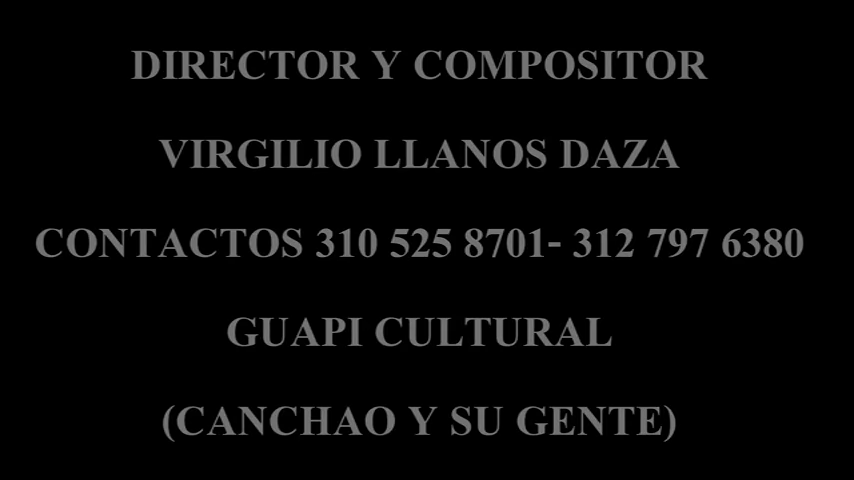 DIRECTOR Y COMPOSITOR
VIRGILIO LLANOS DAZA
CONTACTOS 310 525 8701- 312 797 6380
GUAPI CULTURAL
(CANCHAO Y SU GENTE)